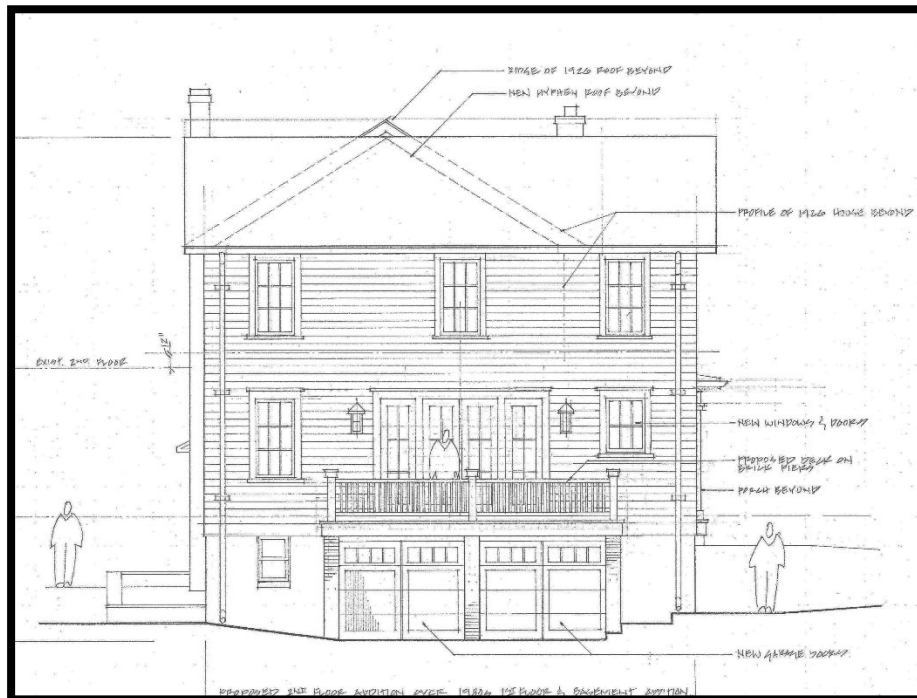 RIDGE OF 1926 ROOF BEYOND
NEW HYPHEN ROOF BEYOND
PROFILE OF 1926 HOUSE BEYOND
EXIST. 2ND FLOOR
NEW WINDOWS & DOORS
PROPOSED DECK ON
BRICK PIERS
PORCH BEYOND
NEW GARAGE DOORS
PROPOSED 2ND FLOOR ADDITION OVER 1980s 1ST FLOOR & BASEMENT ADDITION